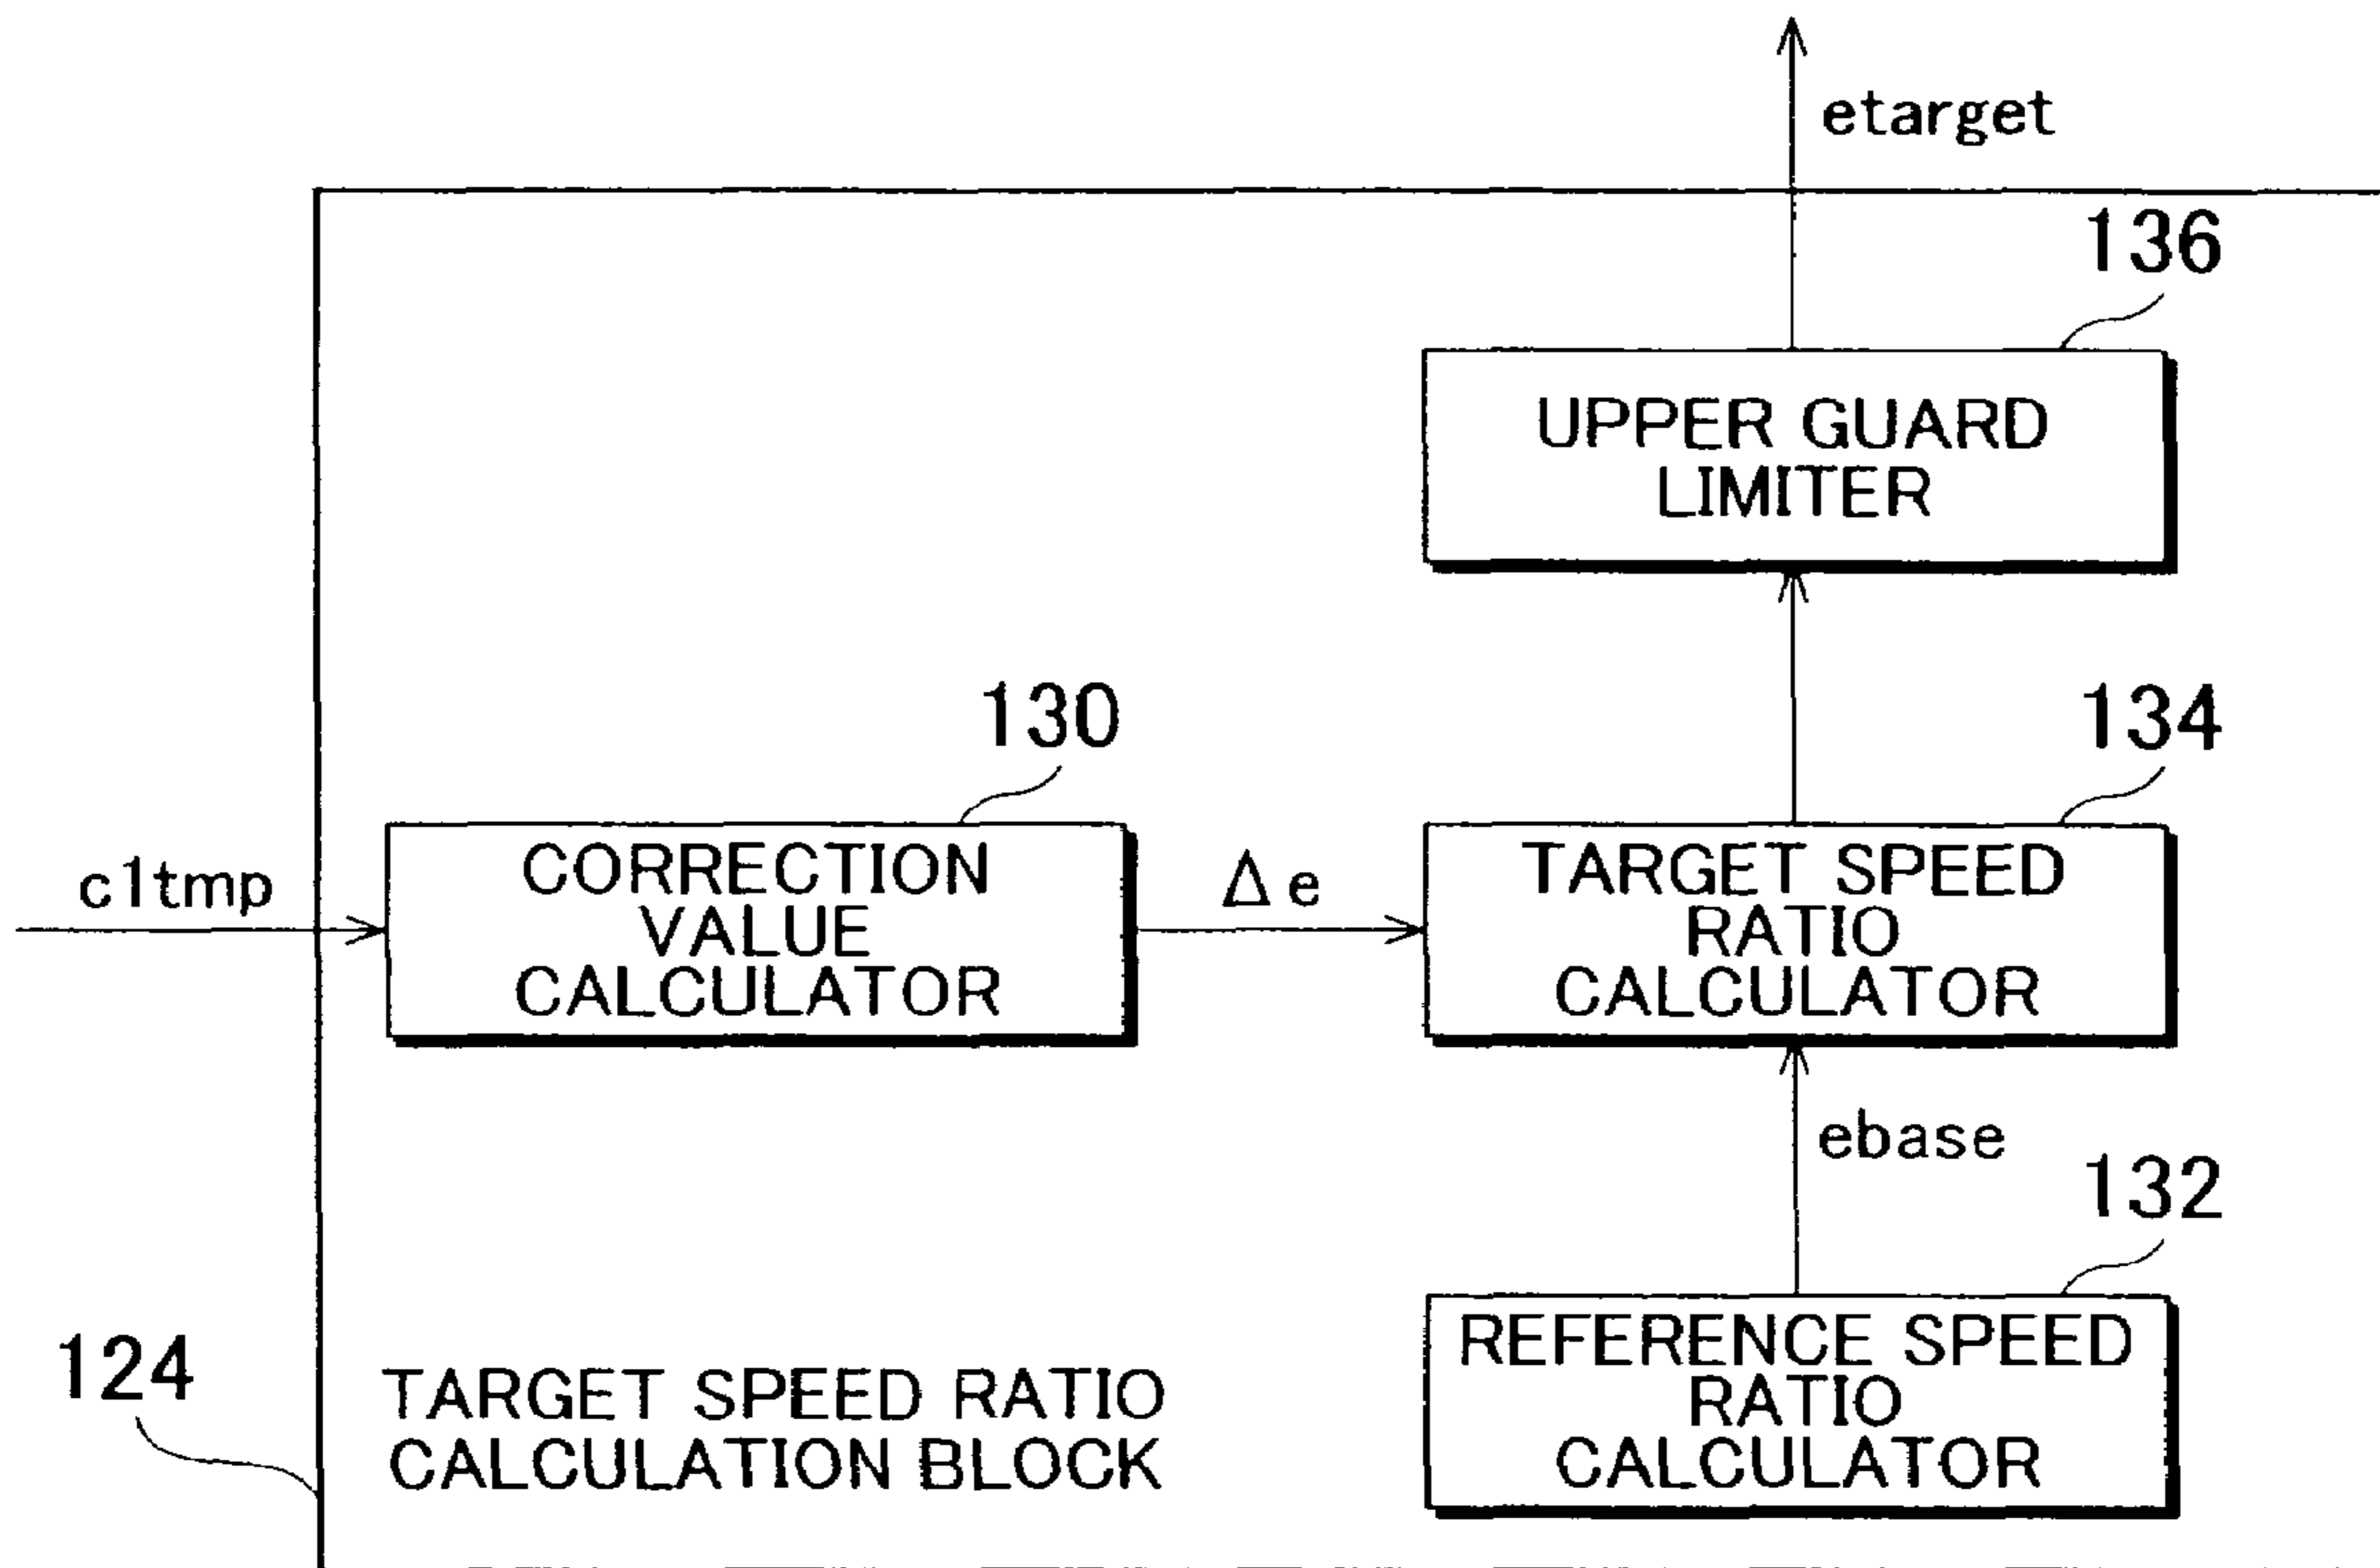 etarget
136
UPPER GUARD
LIMITER
130
134
c1tmp
CORRECTION
VALUE
CALCULATOR
Δe
TARGET SPEED
RATIO
CALCULATOR
ebase
132
124
TARGET SPEED RATIO
CALCULATION BLOCK
REFERENCE SPEED
RATIO
CALCULATOR